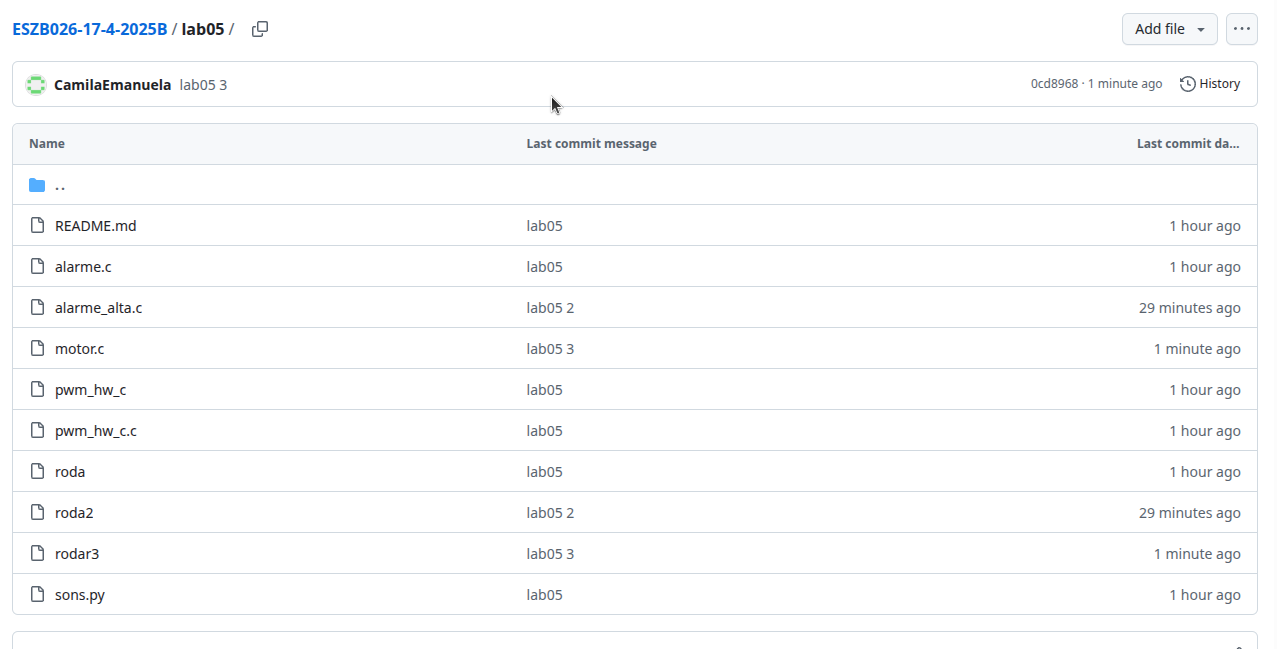 ESZB026-17-4-2025B / lab05 /
Add file
CamilaEmanuela lab05 3 0cd8968 · 1 minute ago History
Name Last commit message Last commit da...
..
README.md lab05 1 hour ago
alarme.c lab05 1 hour ago
alarme_alta.c lab05 2 29 minutes ago
motor.c lab05 3 1 minute ago
pwm_hw_c lab05 1 hour ago
pwm_hw_c.c lab05 1 hour ago
roda lab05 1 hour ago
roda2 lab05 2 29 minutes ago
rodar3 lab05 3 1 minute ago
sons.py lab05 1 hour ago